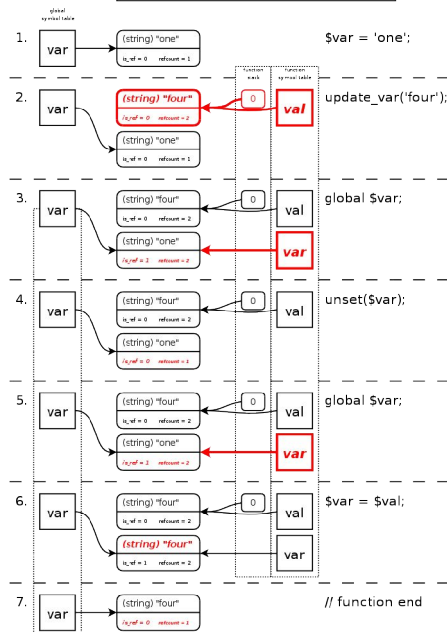 global
symbol table
1.
var
(string) "one"
is_ref = 0 refcount = 1
$var = 'one';
function
stack
function
symbol table
2.
var
(string) "four"
is_ref = 0 refcount = 2
0
val
update_var('four');
(string) "one"
is_ref = 0 refcount = 1
3.
var
(string) "four"
is_ref = 0 refcount = 2
0
val
global $var;
(string) "one"
is_ref = 1 refcount = 2
var
4.
var
(string) "four"
is_ref = 0 refcount = 2
0
val
unset($var);
(string) "one"
is_ref = 0 refcount = 1
5.
var
(string) "four"
is_ref = 0 refcount = 2
0
val
global $var;
(string) "one"
is_ref = 1 refcount = 2
var
6.
var
(string) "four"
is_ref = 0 refcount = 2
0
val
$var = $val;
(string) "four"
is_ref = 1 refcount = 2
var
7.
var
(string) "four"
is_ref = 0 refcount = 1
// function end